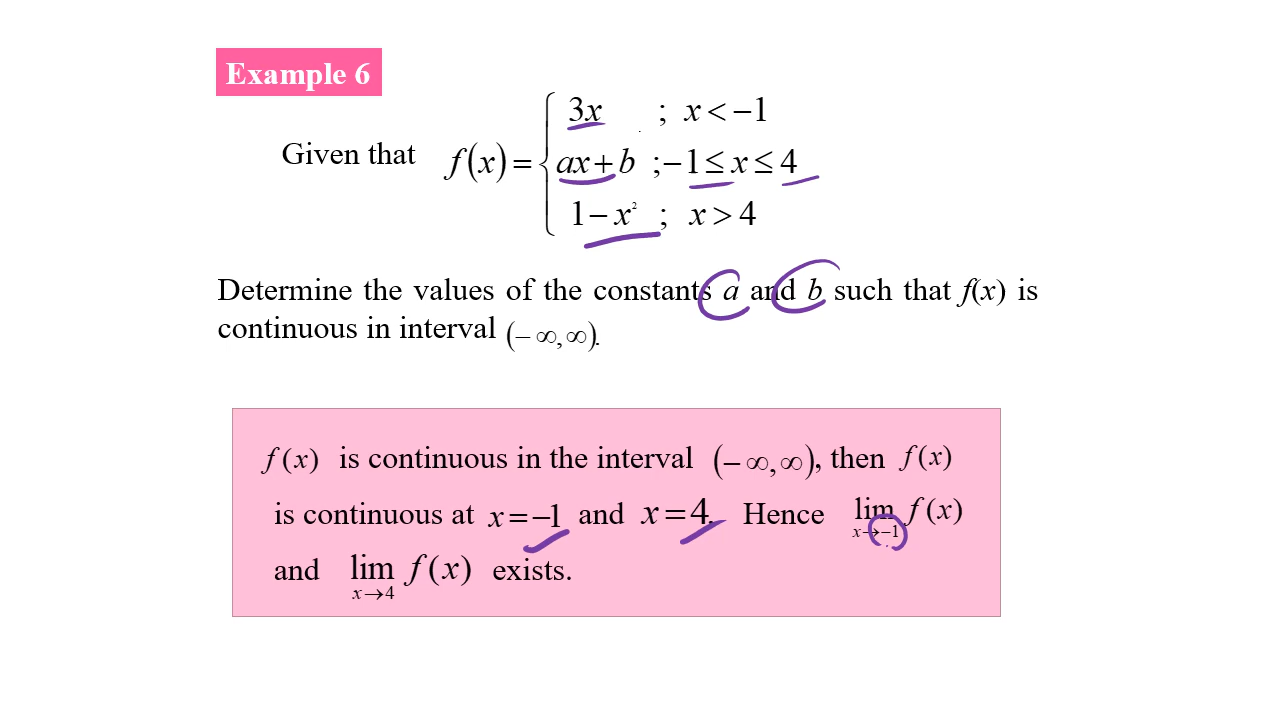 Example 6
3x ; x < −1
Given that f(x) = { ax + b ; −1 ≤ x ≤ 4
1 − x² ; x > 4
Determine the values of the constants a and b such that f(x) is
continuous in interval (−∞,∞).
f(x) is continuous in the interval (−∞,∞), then f(x)
is continuous at x = −1 and x = 4. Hence lim x→−1 f(x)
and lim x→4 f(x) exists.